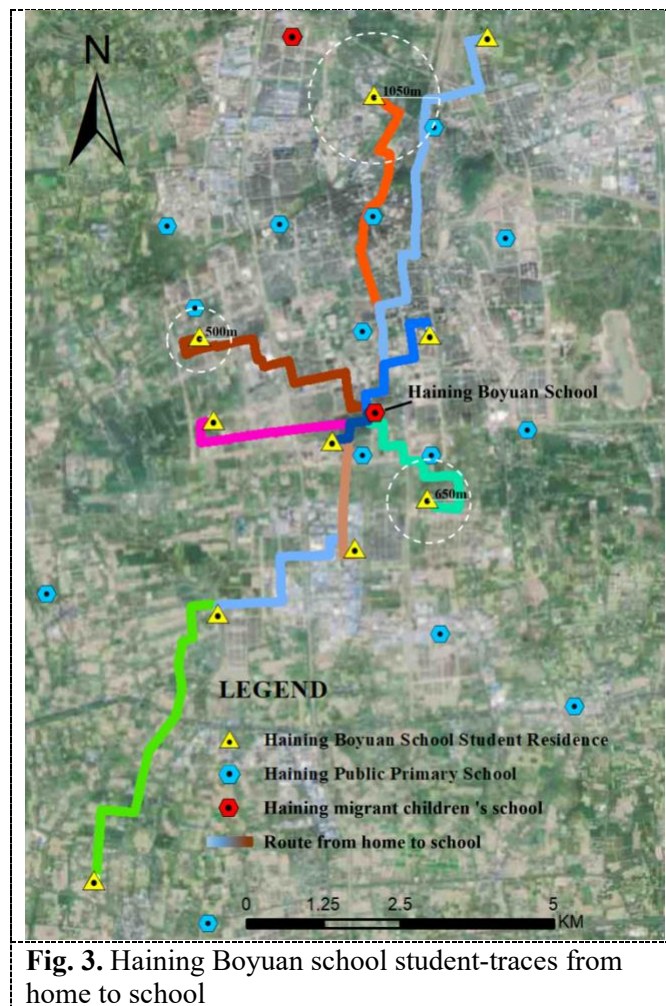 N
1050m
500m
Haining Boyuan School
650m
LEGEND
Haining Boyuan School Student Residence
Haining Public Primary School
Haining migrant children 's school
Route from home to school
0 1.25 2.5 5
KM
Fig. 3. Haining Boyuan school student-traces from
home to school